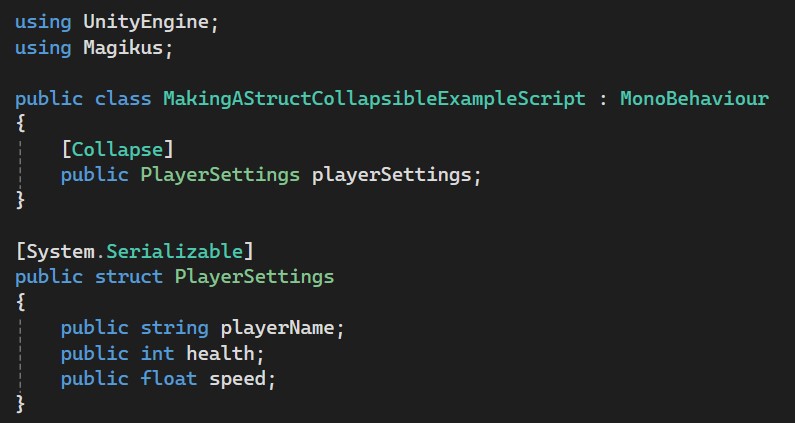 using UnityEngine;
using Magikus;

public class MakingAStructCollapsibleExampleScript : MonoBehaviour
{
    [Collapse]
    public PlayerSettings playerSettings;
}

[System.Serializable]
public struct PlayerSettings
{
    public string playerName;
    public int health;
    public float speed;
}